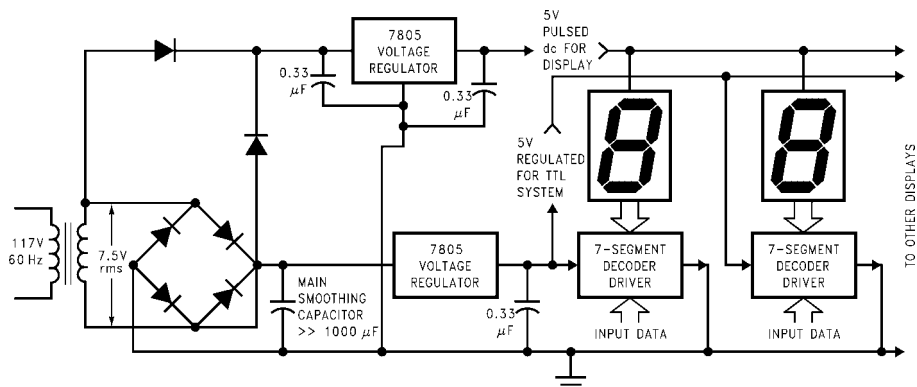 7805
VOLTAGE
REGULATOR
0.33
μF
0.33
μF
5V
PULSED
dc FOR
DISPLAY
5V
REGULATED
FOR TTL
SYSTEM
TO OTHER DISPLAYS
117V
60 Hz
7.5V
rms
MAIN
SMOOTHING
CAPACITOR
>> 1000 μF
7805
VOLTAGE
REGULATOR
0.33
μF
8
7-SEGMENT
DECODER
DRIVER
INPUT DATA
8
7-SEGMENT
DECODER
DRIVER
INPUT DATA